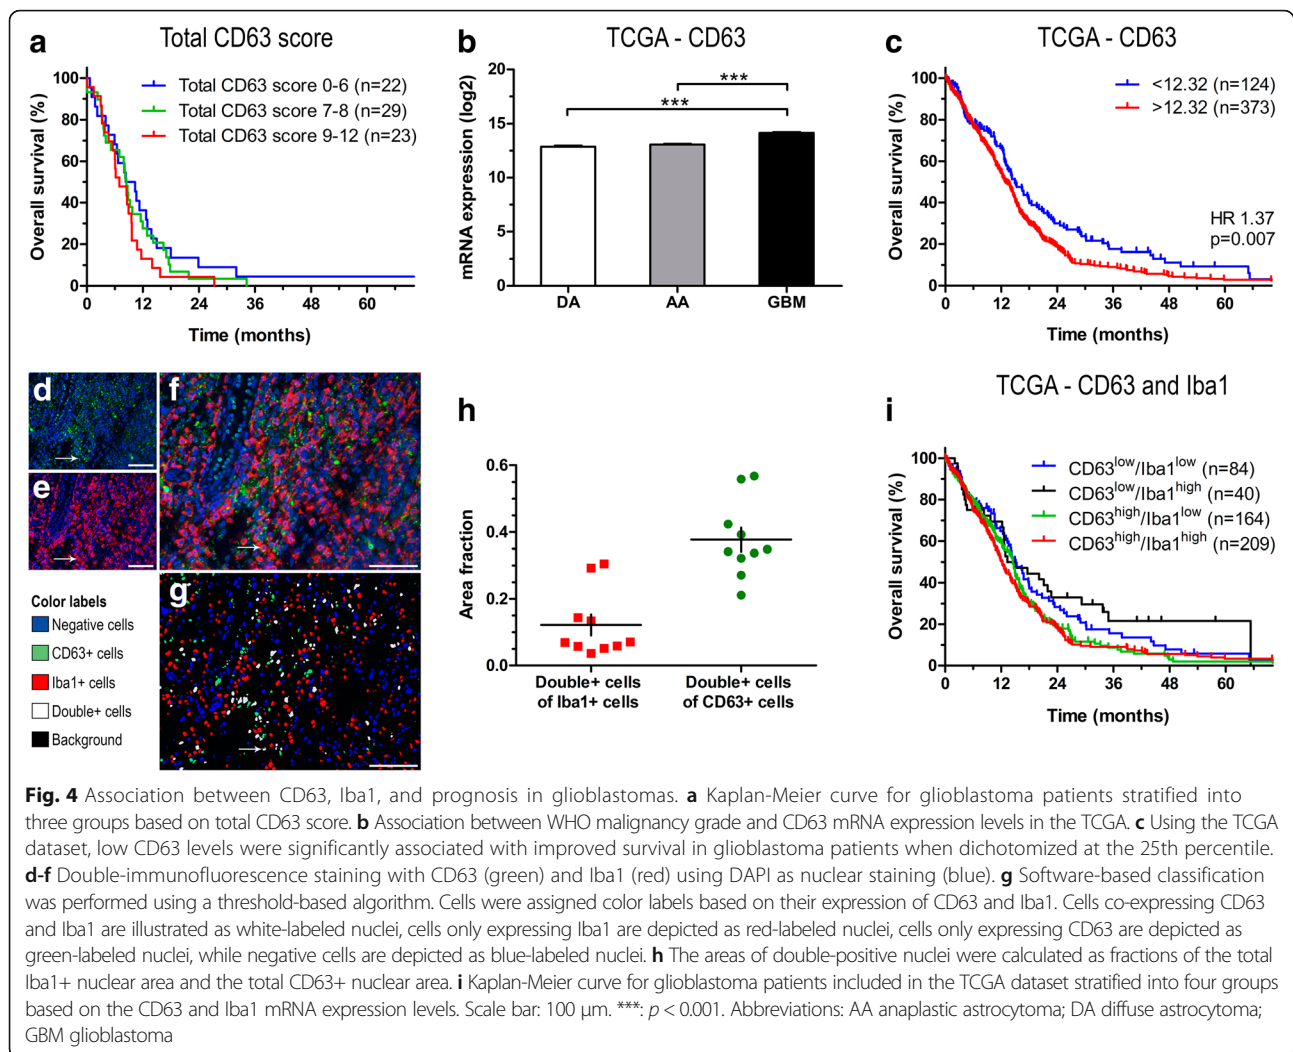 a
Total CD63 score
Overall survival (%)
100
80
60
40
20
0
Total CD63 score 0-6 (n=22)
Total CD63 score 7-8 (n=29)
Total CD63 score 9-12 (n=23)
0 12 24 36 48 60
Time (months)
b
TCGA - CD63
mRNA expression (log2)
20
15
10
5
0
***
***
DA AA GBM
c
TCGA - CD63
Overall survival (%)
100
80
60
40
20
0
<12.32 (n=124)
>12.32 (n=373)
HR 1.37
p=0.007
0 12 24 36 48 60
Time (months)
d
e
f
g
Color labels
Negative cells
CD63+ cells
Iba1+ cells
Double+ cells
Background
h
Area fraction
0.6
0.4
0.2
0.0
Double+ cells of Iba1+ cells
Double+ cells of CD63+ cells
i
TCGA - CD63 and Iba1
Overall survival (%)
100
80
60
40
20
0
CD63low/Iba1low (n=84)
CD63low/Iba1high (n=40)
CD63high/Iba1low (n=164)
CD63high/Iba1high (n=209)
0 12 24 36 48 60
Time (months)
Fig. 4 Association between CD63, Iba1, and prognosis in glioblastomas. a Kaplan-Meier curve for glioblastoma patients stratified into
three groups based on total CD63 score. b Association between WHO malignancy grade and CD63 mRNA expression levels in the TCGA. c Using the TCGA
dataset, low CD63 levels were significantly associated with improved survival in glioblastoma patients when dichotomized at the 25th percentile.
d-f Double-immunofluorescence staining with CD63 (green) and Iba1 (red) using DAPI as nuclear staining (blue). g Software-based classification
was performed using a threshold-based algorithm. Cells were assigned color labels based on their expression of CD63 and Iba1. Cells co-expressing CD63
and Iba1 are illustrated as white-labeled nuclei, cells only expressing Iba1 are depicted as red-labeled nuclei, cells only expressing CD63 are depicted as
green-labeled nuclei, while negative cells are depicted as blue-labeled nuclei. h The areas of double-positive nuclei were calculated as fractions of the total
Iba1+ nuclear area and the total CD63+ nuclear area. i Kaplan-Meier curve for glioblastoma patients included in the TCGA dataset stratified into four groups
based on the CD63 and Iba1 mRNA expression levels. Scale bar: 100 μm. ***: p < 0.001. Abbreviations: AA anaplastic astrocytoma; DA diffuse astrocytoma;
GBM glioblastoma